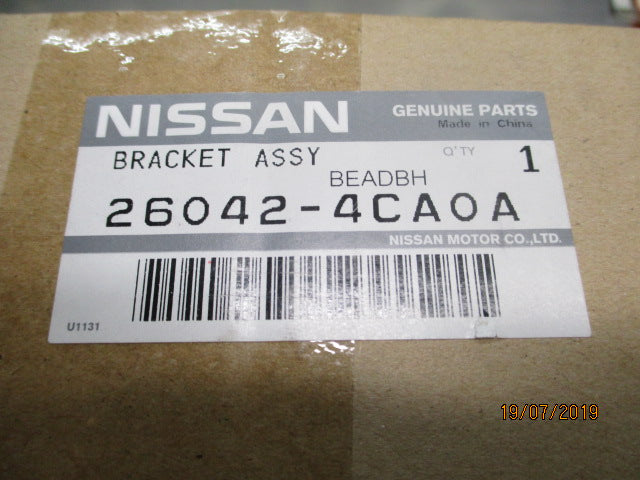 NISSAN
GENUINE PARTS
Made in China
BRACKET ASSY
Q'TY 1
BEADBH
26042-4CA0A
NISSAN MOTOR CO.,LTD.
U1131
19/07/2019